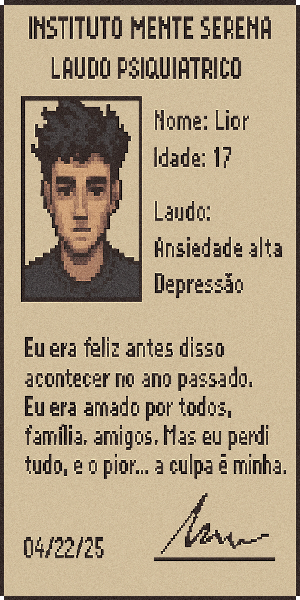 INSTITUTO MENTE SERENA
LAUDO PSIQUIATRICO
Nome: Lior
Idade: 17
Laudo:
Ansiedade alta
Depressão
Eu era feliz antes disso
acontecer no ano passado.
Eu era amado por todos,
família, amigos. Mas eu perdi
tudo, e o pior... a culpa é minha.
04/22/25